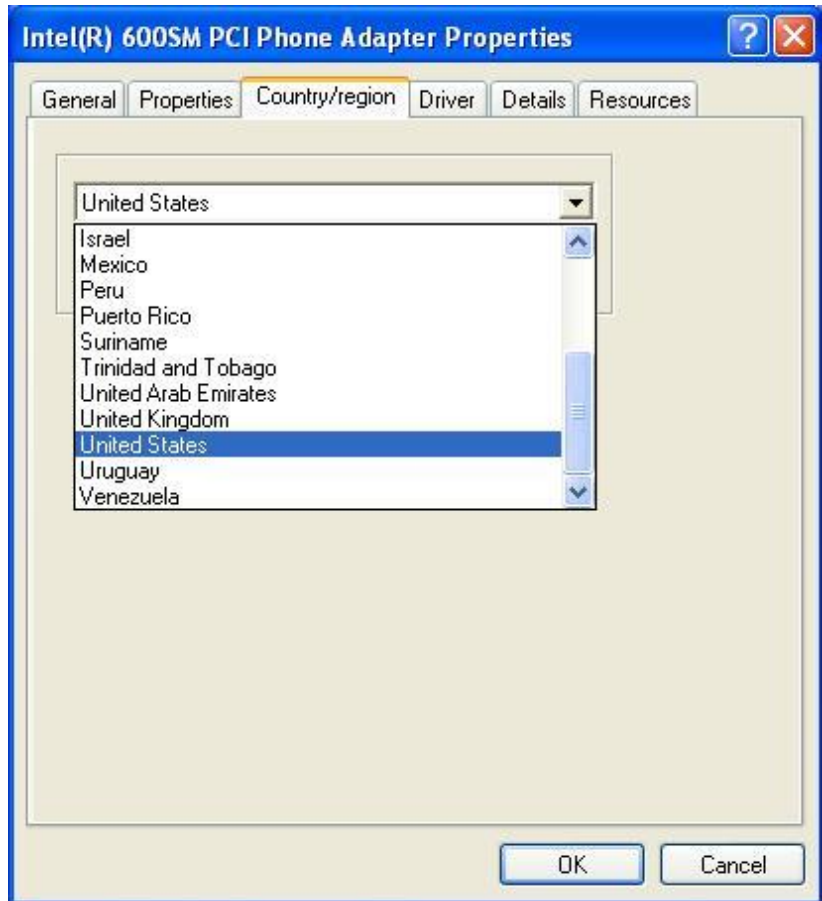 Intel(R) 600SM PCI Phone Adapter Properties
General Properties Country/region Driver Details Resources
United States
Israel
Mexico
Peru
Puerto Rico
Suriname
Trinidad and Tobago
United Arab Emirates
United Kingdom
United States
Uruguay
Venezuela
OK Cancel